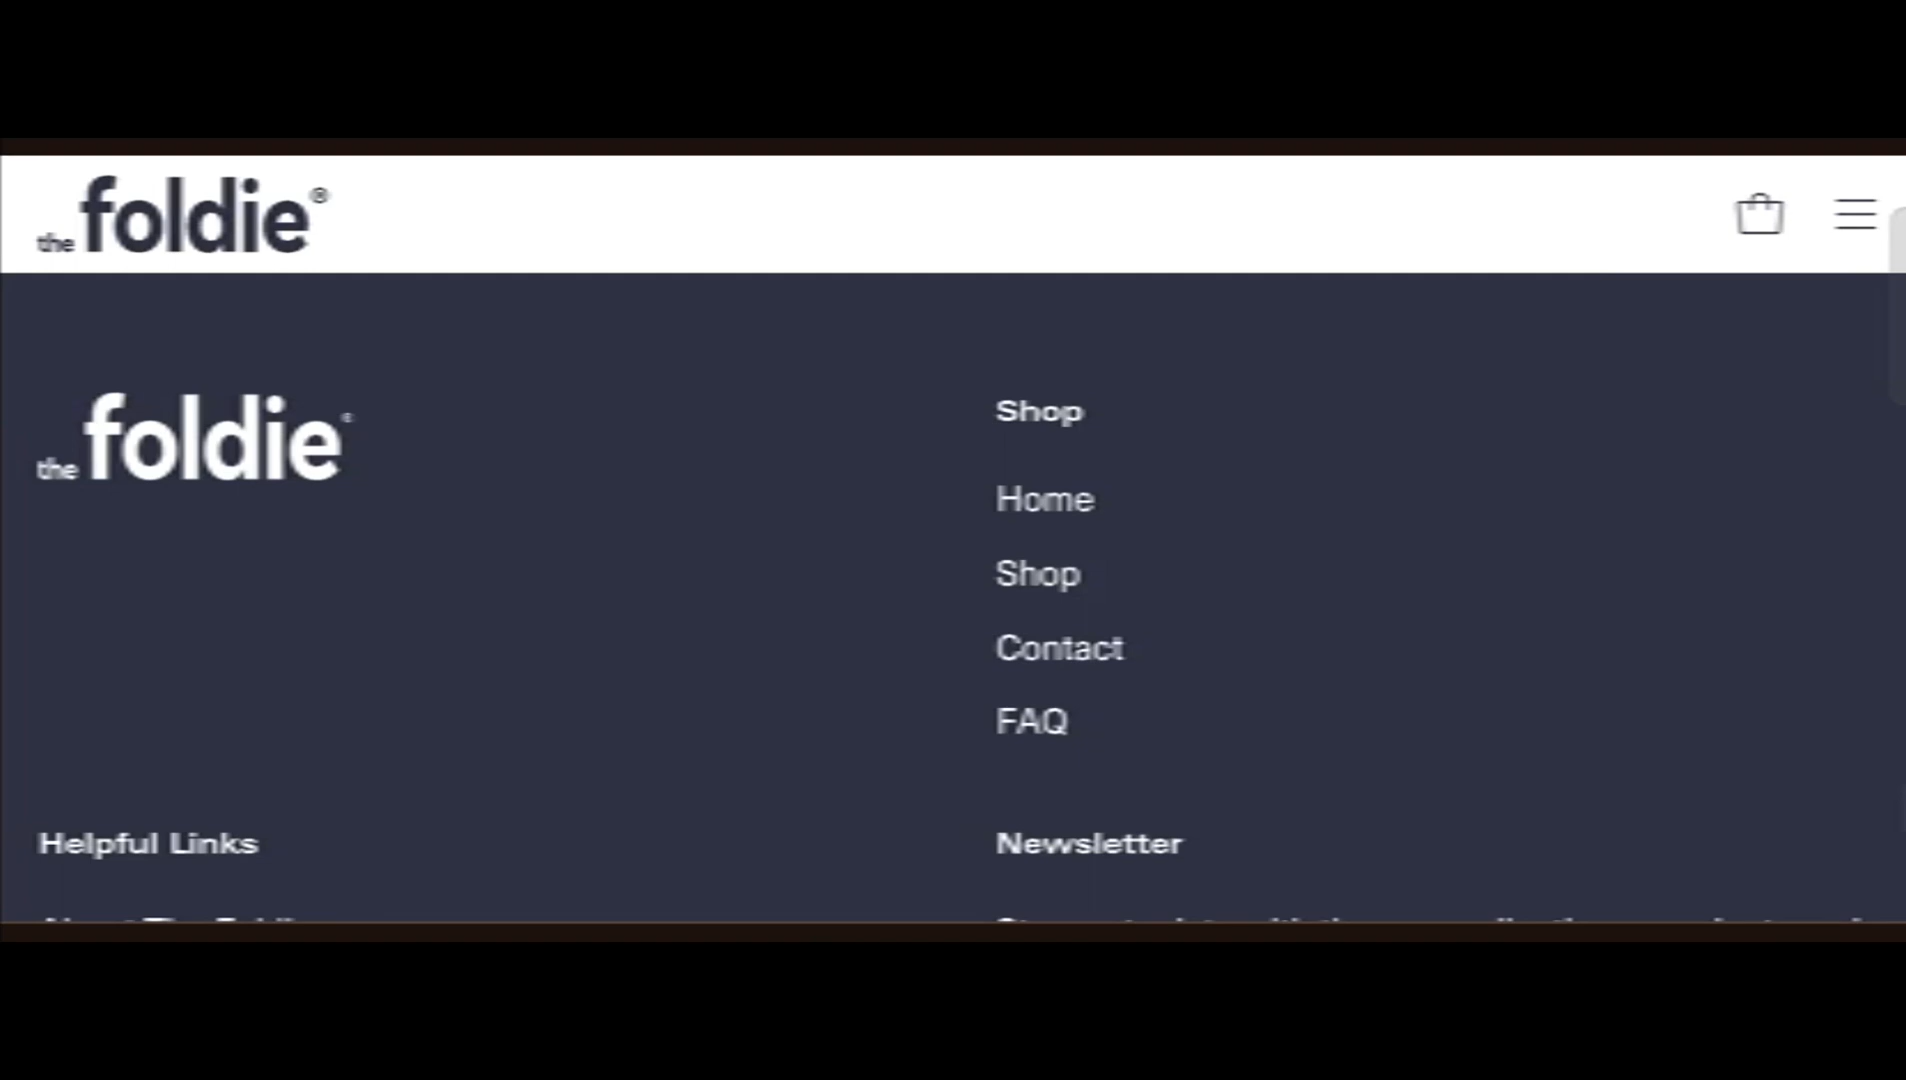 the foldie®
the foldie
Shop
Home
Shop
Contact
FAQ
Helpful Links
Newsletter